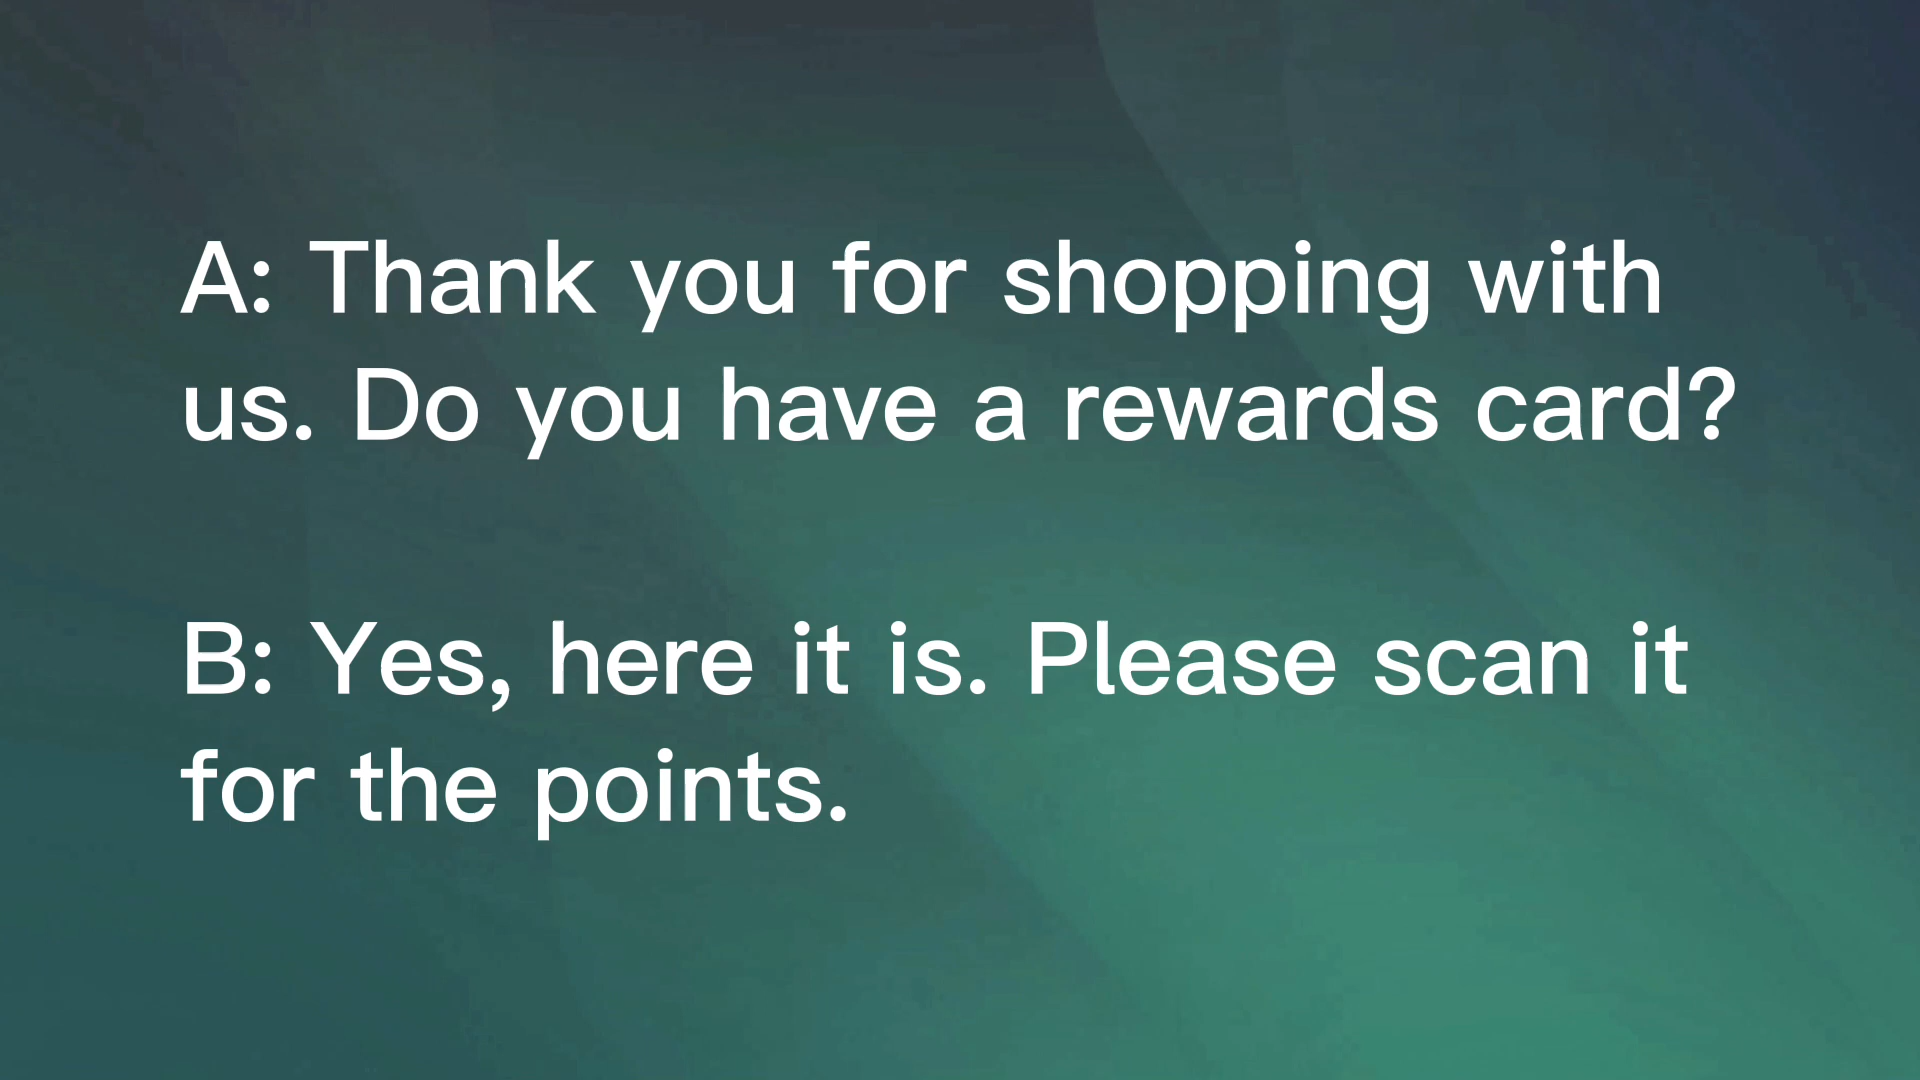 A: Thank you for shopping with
us. Do you have a rewards card?
B: Yes, here it is. Please scan it
for the points.